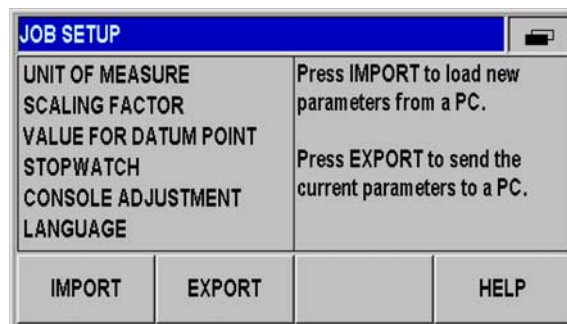 JOB SETUP
UNIT OF MEASURE
SCALING FACTOR
VALUE FOR DATUM POINT
STOPWATCH
CONSOLE ADJUSTMENT
LANGUAGE
Press IMPORT to load new
parameters from a PC.
Press EXPORT to send the
current parameters to a PC.
IMPORT
EXPORT
HELP